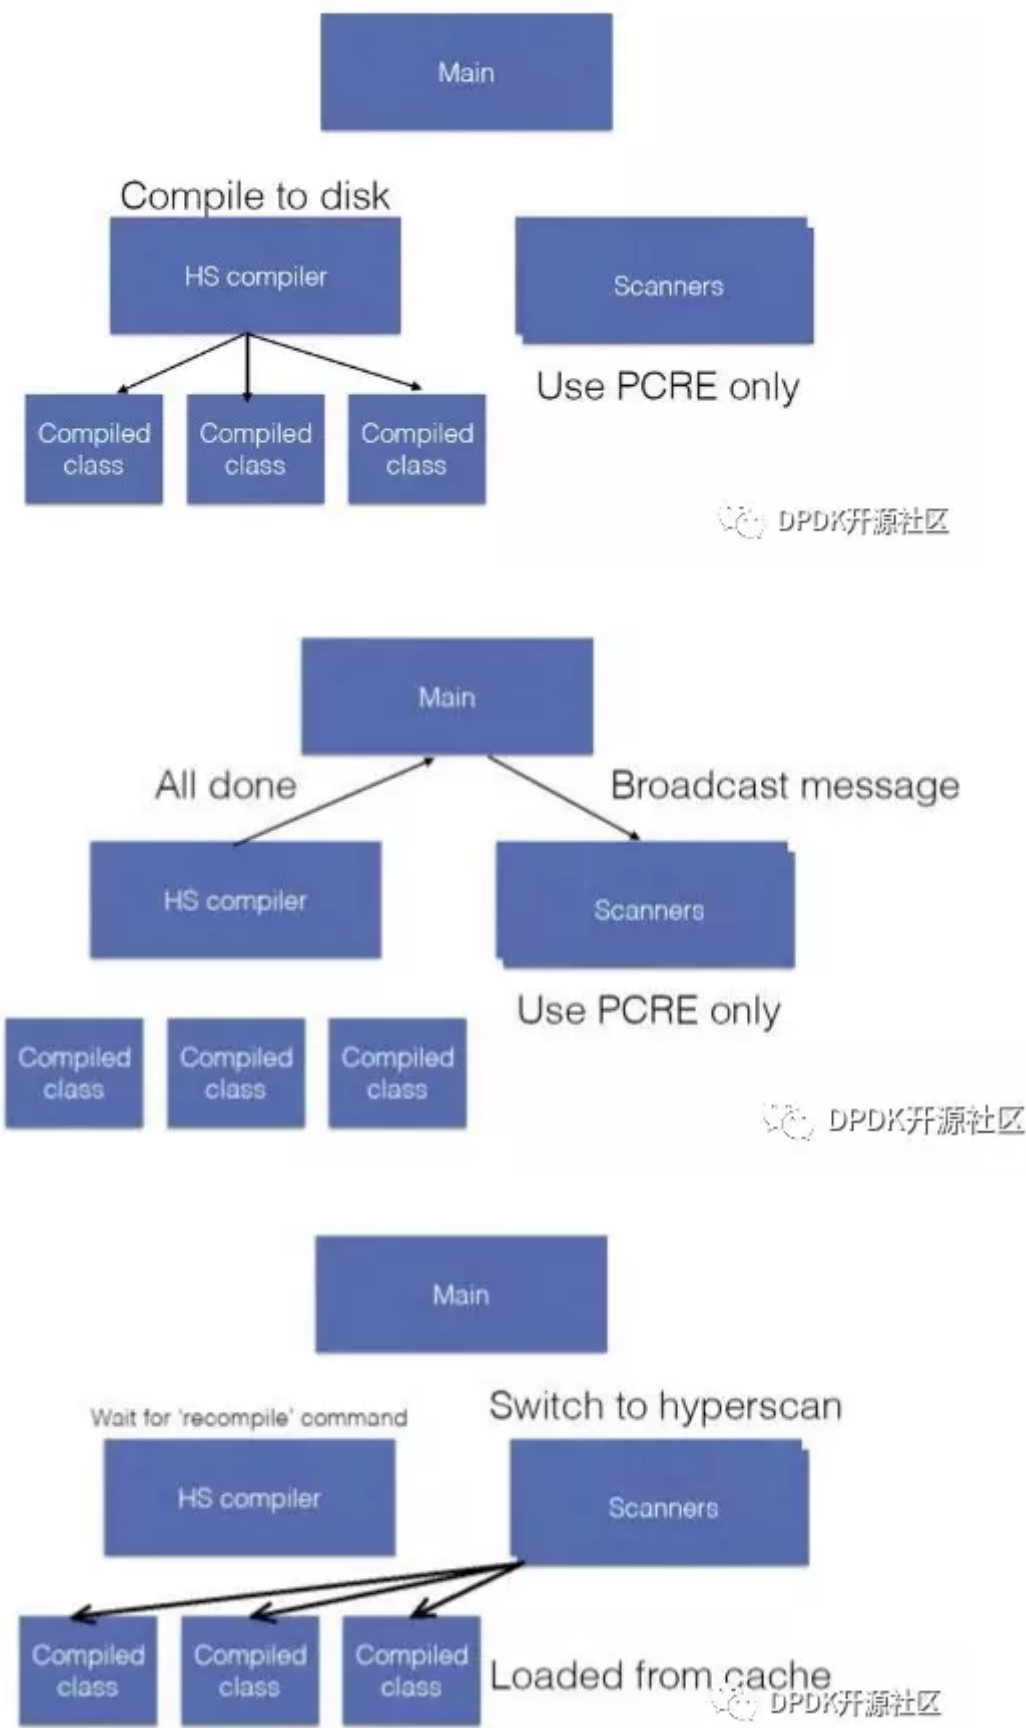 Main
Compile to disk
HS compiler
Scanners
Use PCRE only
Compiled
class
Compiled
class
Compiled
class
DPDK开源社区
Main
All done
Broadcast message
HS compiler
Scanners
Use PCRE only
Compiled
class
Compiled
class
Compiled
class
DPDK开源社区
Main
Switch to hyperscan
Wait for 'recompile' command
HS compiler
Scanners
Compiled
class
Compiled
class
Compiled
class
Loaded from cache
DPDK开源社区